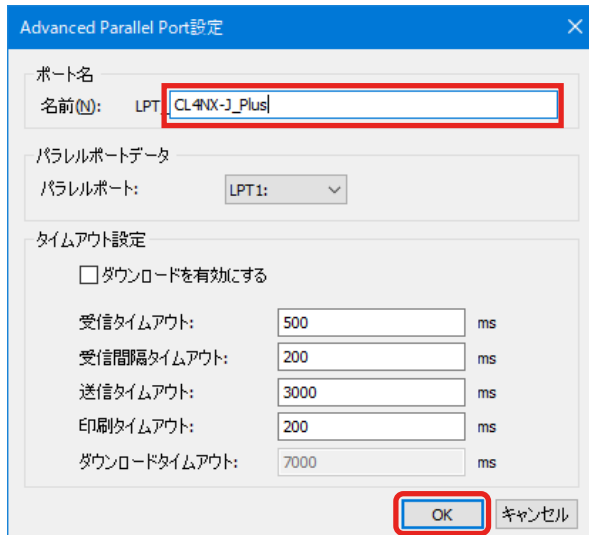 Advanced Parallel Port設定
ポート名
名前(N): LPT_ CL4NX-J_Plus
パラレルポートデータ
パラレルポート: LPT1:
タイムアウト設定
ダウンロードを有効にする
受信タイムアウト: 500 ms
受信間隔タイムアウト: 200 ms
送信タイムアウト: 3000 ms
印刷タイムアウト: 200 ms
ダウンロードタイムアウト: 7000 ms
OK キャンセル